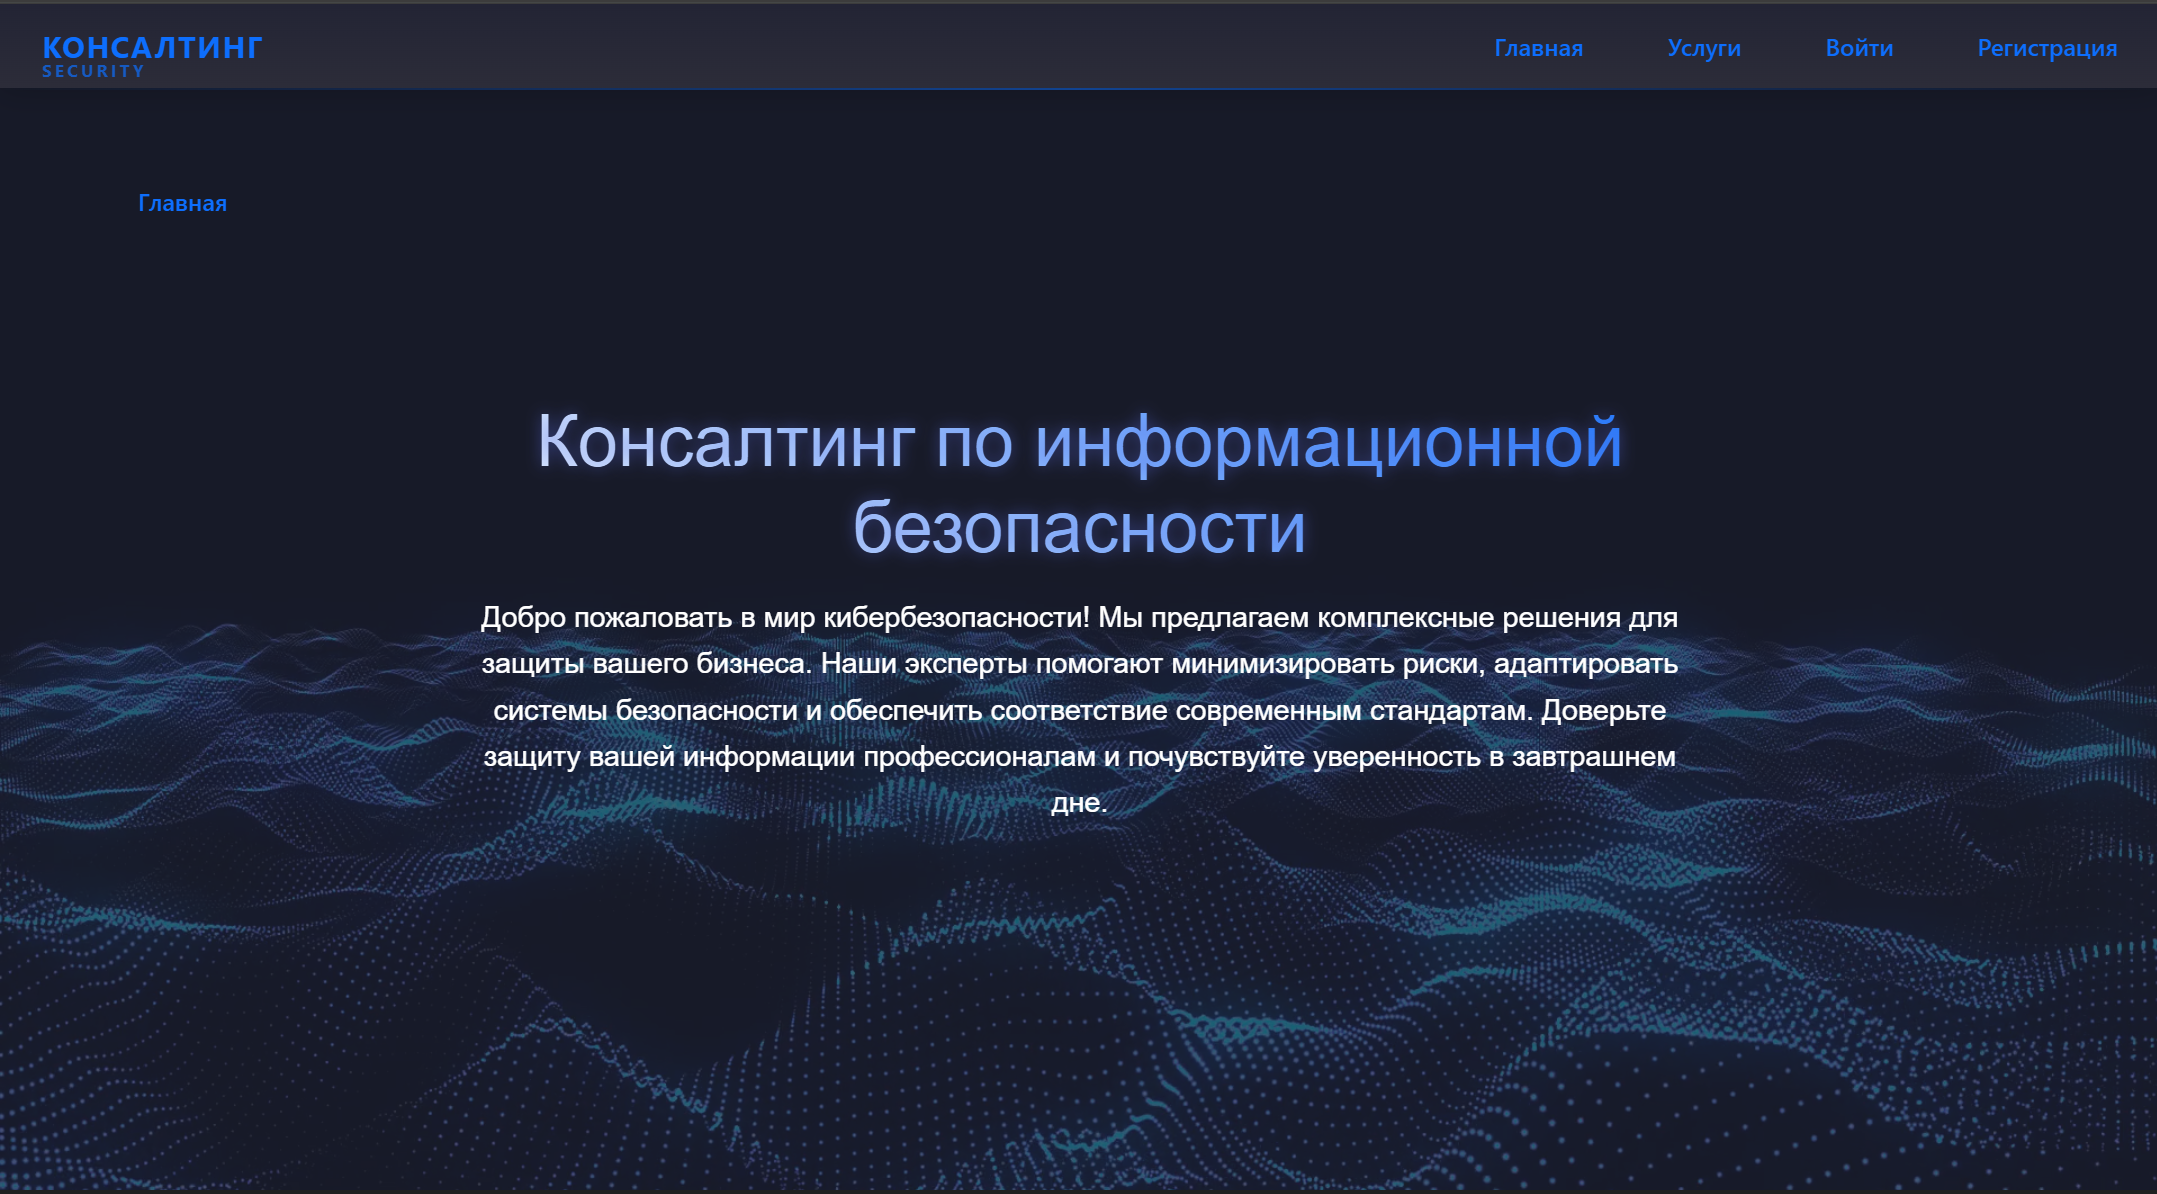 КОНСАЛТИНГ
SECURITY
Главная Услуги Войти Регистрация
Главная
Консалтинг по информационной
безопасности
Добро пожаловать в мир кибербезопасности! Мы предлагаем комплексные решения для
защиты вашего бизнеса. Наши эксперты помогают минимизировать риски, адаптировать
системы безопасности и обеспечить соответствие современным стандартам. Доверьте
защиту вашей информации профессионалам и почувствуйте уверенность в завтрашнем
дне.